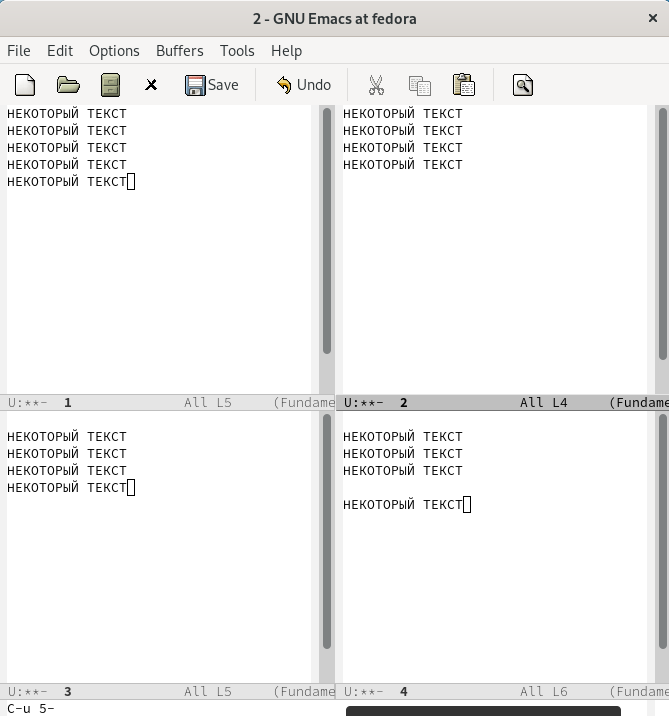 2 - GNU Emacs at fedora
File Edit Options Buffers Tools Help
Save Undo
НЕКОТОРЫЙ ТЕКСТ
НЕКОТОРЫЙ ТЕКСТ
НЕКОТОРЫЙ ТЕКСТ
НЕКОТОРЫЙ ТЕКСТ
НЕКОТОРЫЙ ТЕКСТ
U:**- 1 All L5 (Fundame
НЕКОТОРЫЙ ТЕКСТ
НЕКОТОРЫЙ ТЕКСТ
НЕКОТОРЫЙ ТЕКСТ
НЕКОТОРЫЙ ТЕКСТ
U:**- 2 All L4 (Fundame
НЕКОТОРЫЙ ТЕКСТ
НЕКОТОРЫЙ ТЕКСТ
НЕКОТОРЫЙ ТЕКСТ
НЕКОТОРЫЙ ТЕКСТ
U:**- 3 All L5 (Fundame
НЕКОТОРЫЙ ТЕКСТ
НЕКОТОРЫЙ ТЕКСТ
НЕКОТОРЫЙ ТЕКСТ
НЕКОТОРЫЙ ТЕКСТ
U:**- 4 All L6 (Fundame
C-u 5-